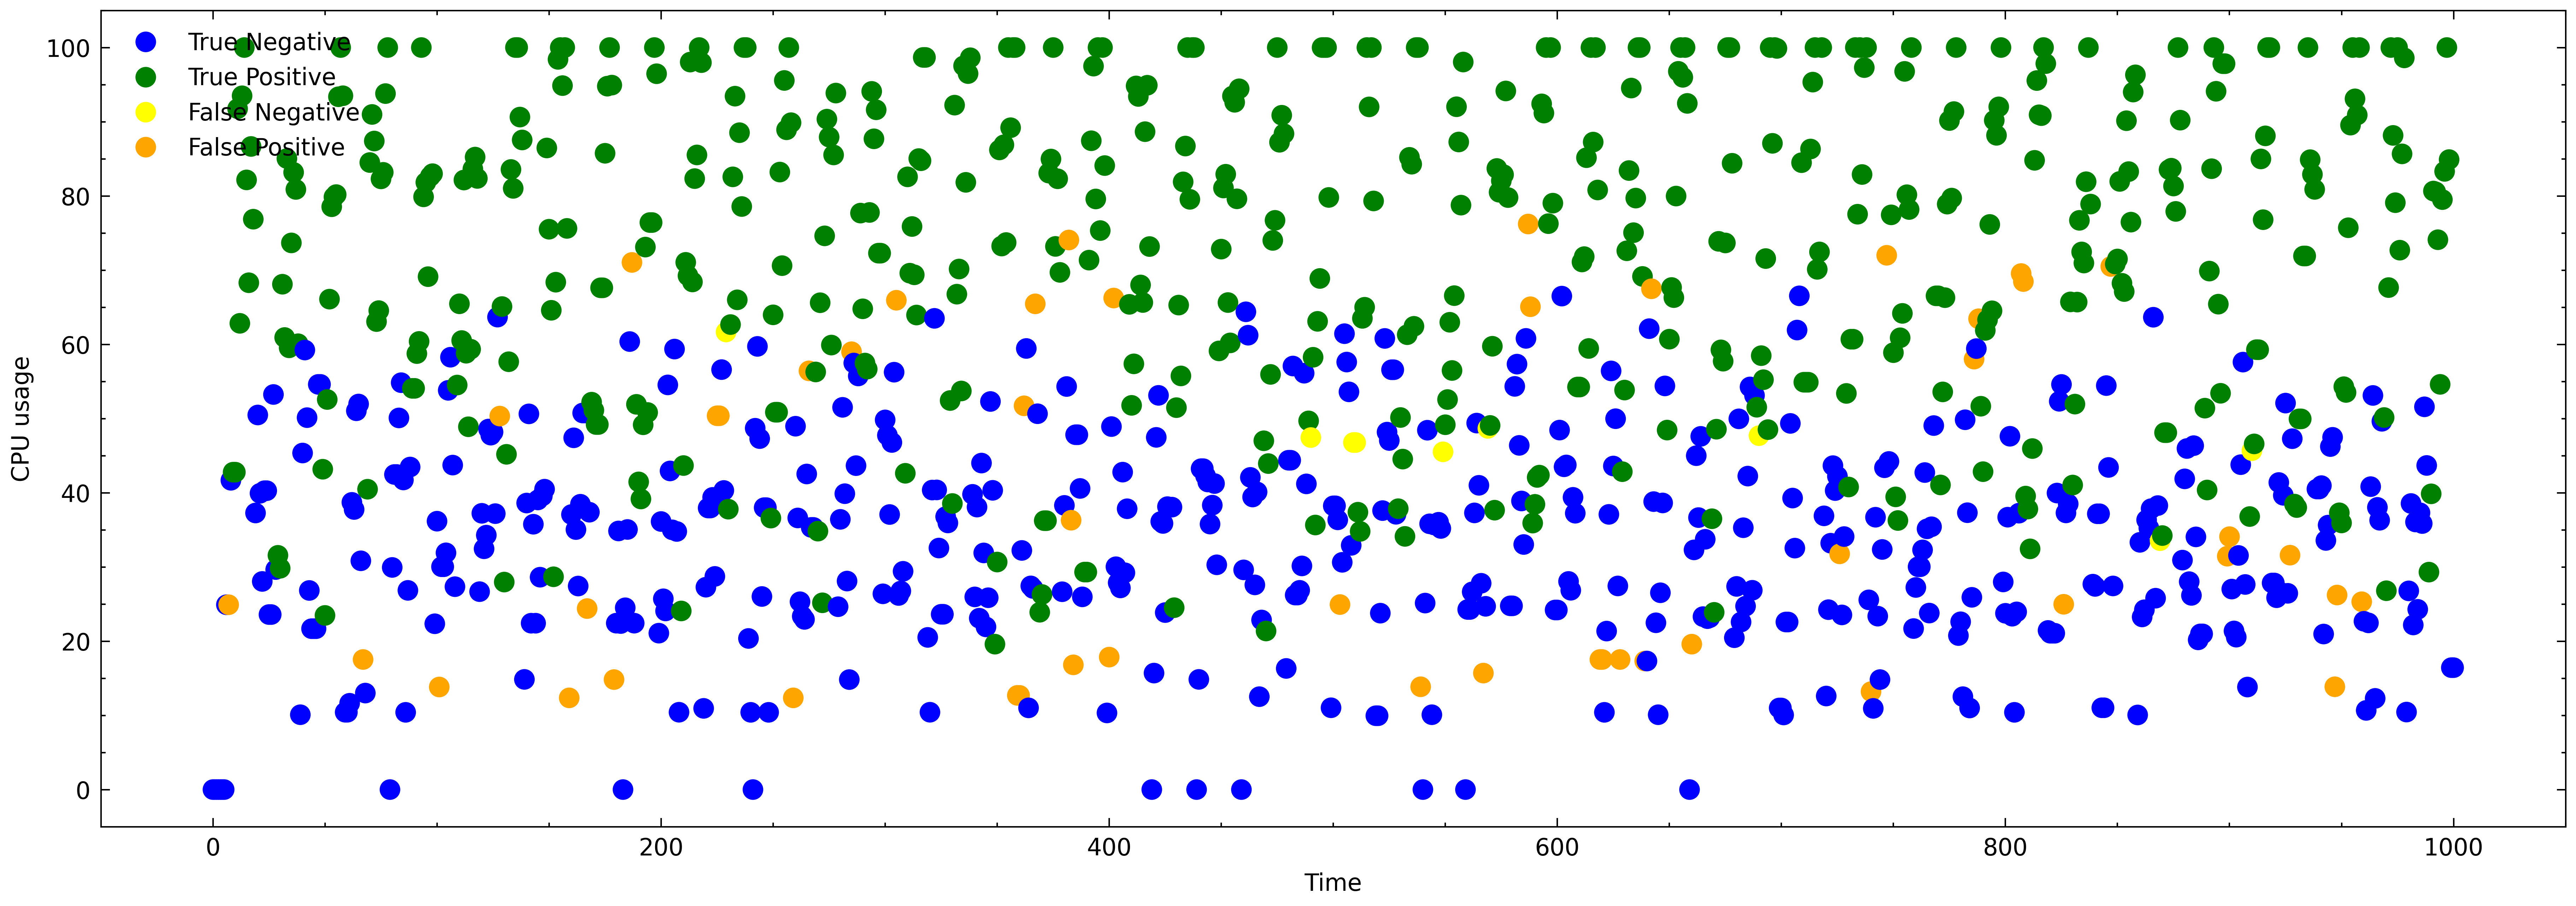 True Negative
True Positive
False Negative
False Positive
CPU usage
100
80
60
40
20
0
0 200 400 600 800 1000
Time